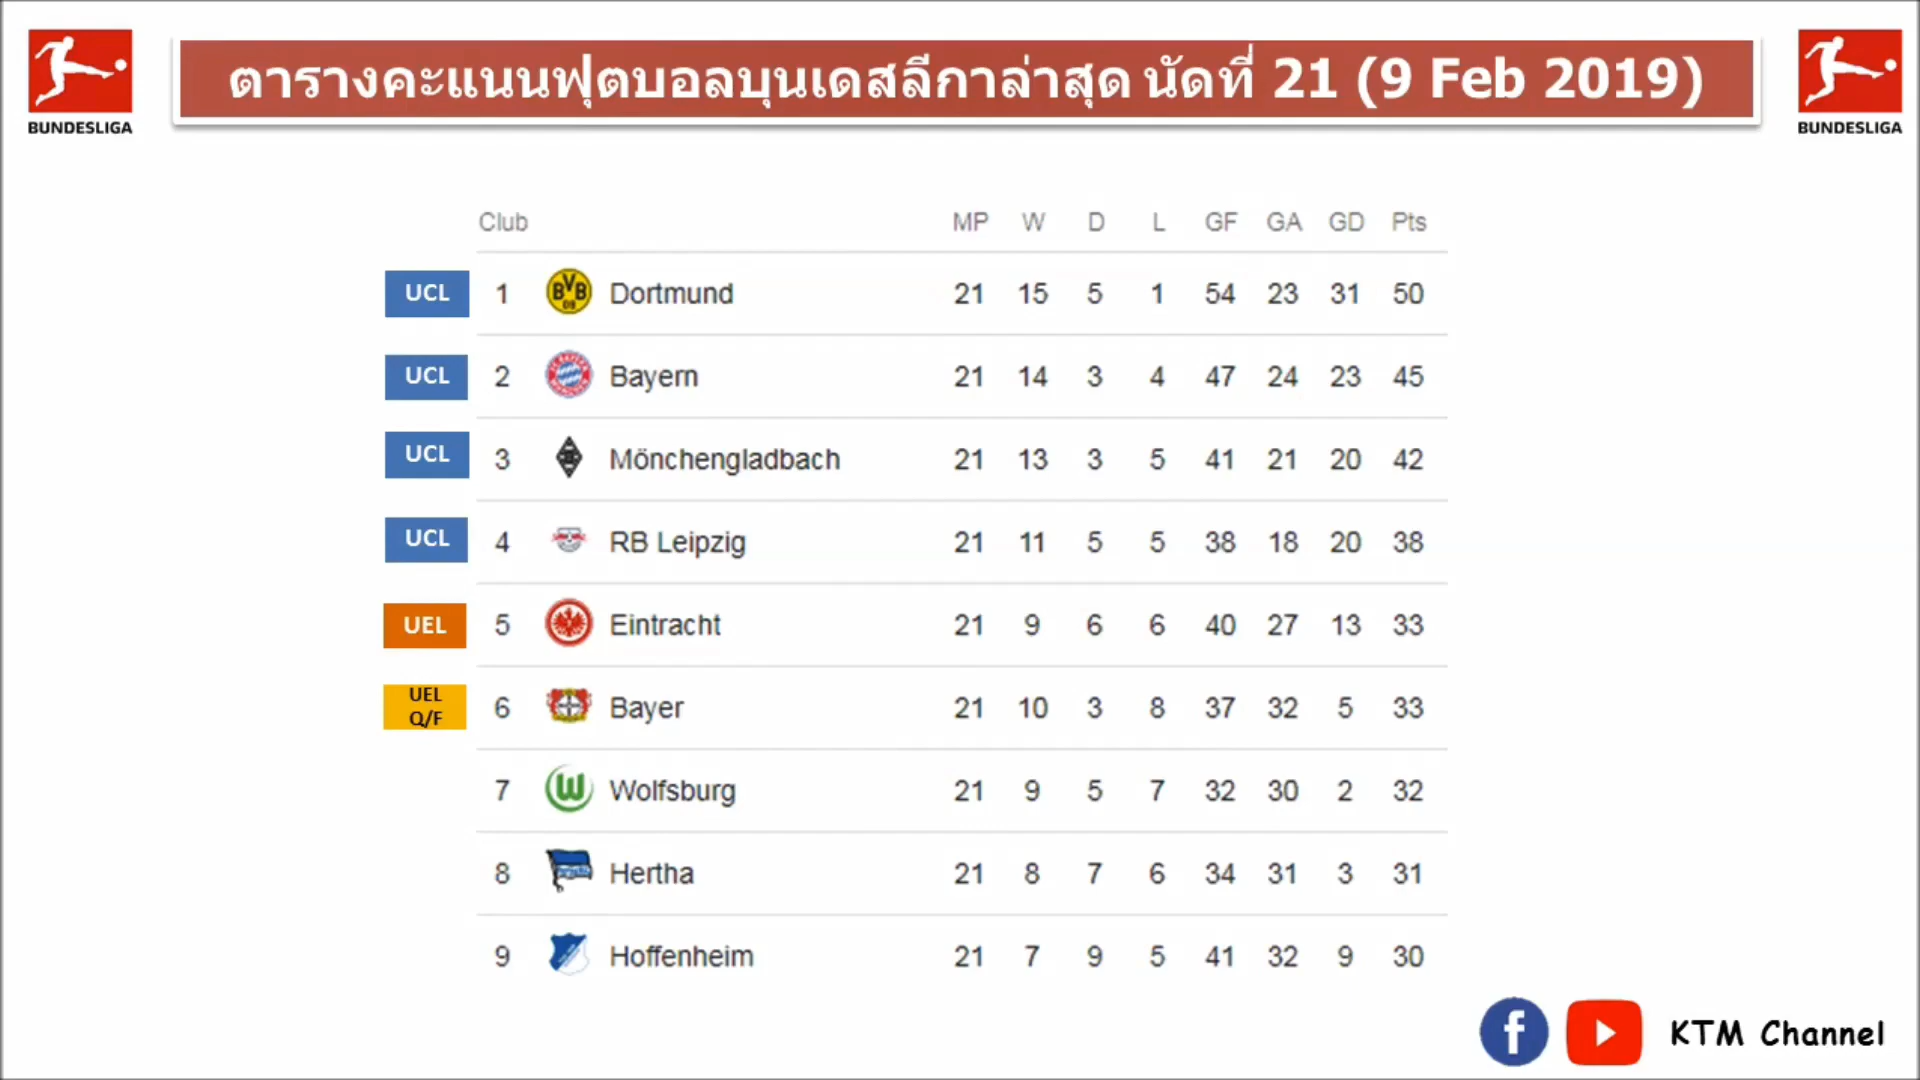 ตารางคะแนนฟุตบอลบุนเดสลีกาล่าสุด นัดที่ 21 (9 Feb 2019)
BUNDESLIGA
BUNDESLIGA
Club MP W D L GF GA GD Pts
UCL 1 BVB 09 Dortmund 21 15 5 1 54 23 31 50
UCL 2 Bayern 21 14 3 4 47 24 23 45
UCL 3 Mönchengladbach 21 13 3 5 41 21 20 42
UCL 4 RB Leipzig 21 11 5 5 38 18 20 38
UEL 5 Eintracht 21 9 6 6 40 27 13 33
UEL Q/F 6 Bayer 21 10 3 8 37 32 5 33
7 Wolfsburg 21 9 5 7 32 30 2 32
8 Hertha 21 8 7 6 34 31 3 31
9 Hoffenheim 21 7 9 5 41 32 9 30
KTM Channel